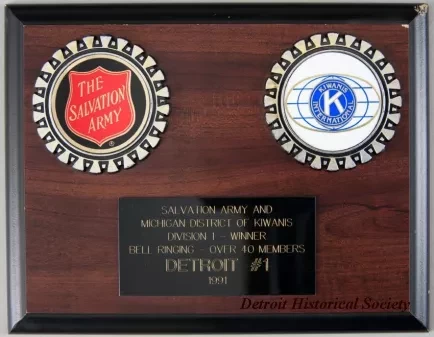 THE
SALVATION
ARMY
®
KIWANIS
K
INTERNATIONAL
SALVATION ARMY AND
MICHIGAN DISTRICT OF KIWANIS
DIVISION 1 - WINNER
BELL RINGING - OVER 40 MEMBERS
DETROIT #1
1991
Detroit Historical Society